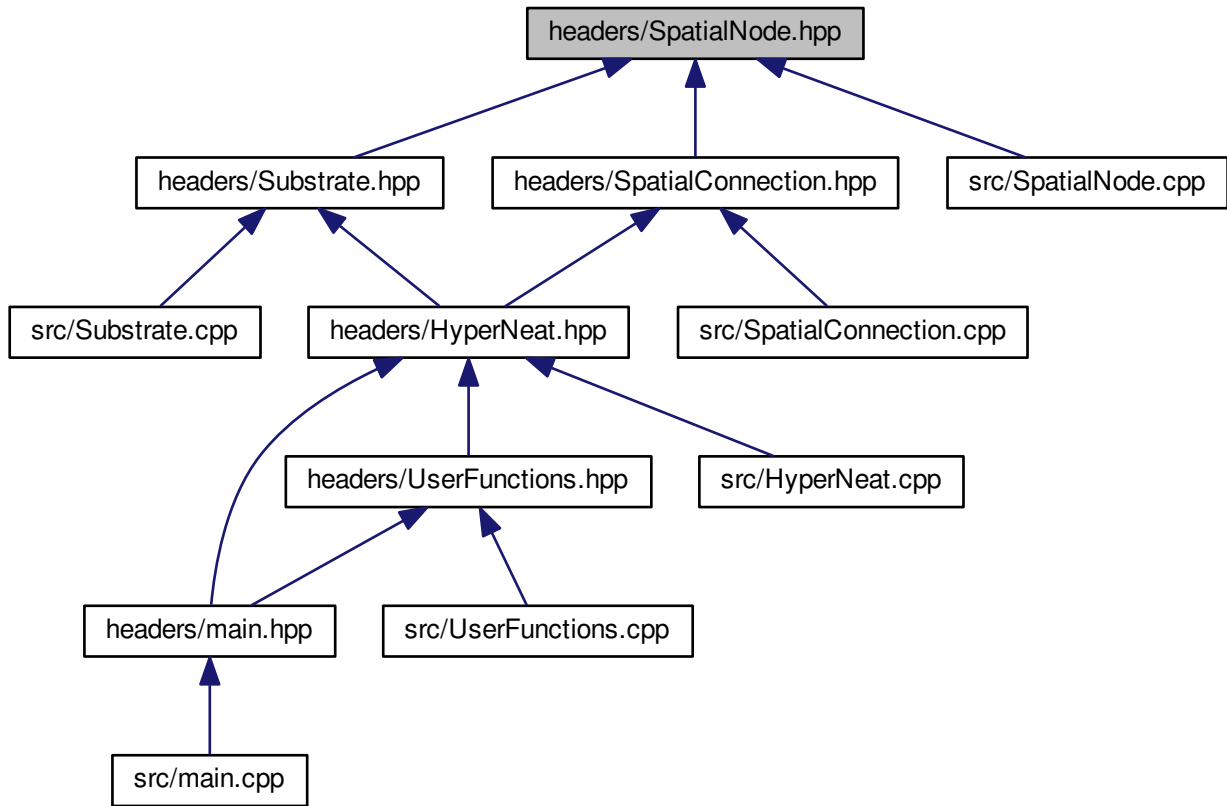 headers/SpatialNode.hpp
headers/Substrate.hpp
headers/SpatialConnection.hpp
src/SpatialNode.cpp
src/Substrate.cpp
headers/HyperNeat.hpp
src/SpatialConnection.cpp
headers/UserFunctions.hpp
src/HyperNeat.cpp
headers/main.hpp
src/UserFunctions.cpp
src/main.cpp